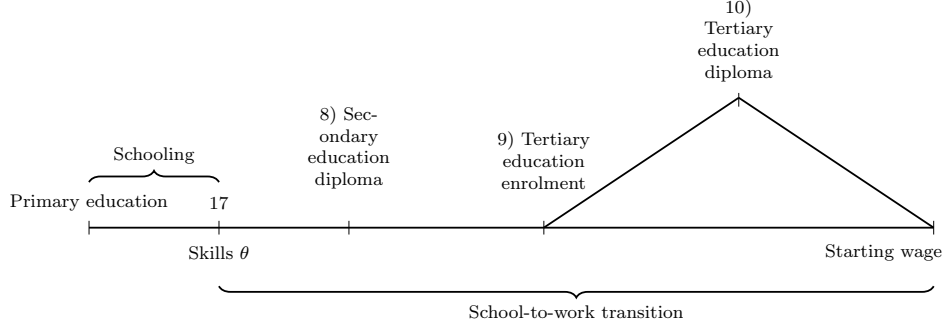 10)
Tertiary
education
diploma
8) Sec-
ondary
education
diploma
9) Tertiary
education
enrolment
Schooling
Primary education
17
Skills θ
Starting wage
School-to-work transition